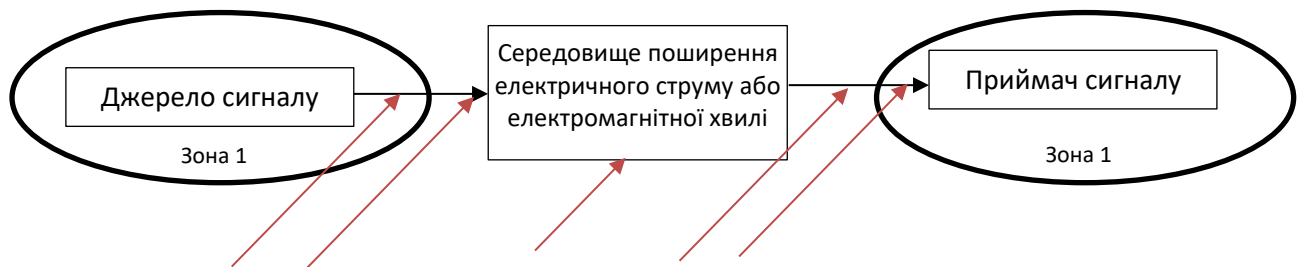 Джерело сигналу
Зона 1
Середовище поширення
електричного струму або
електромагнітної хвилі
Приймач сигналу
Зона 1